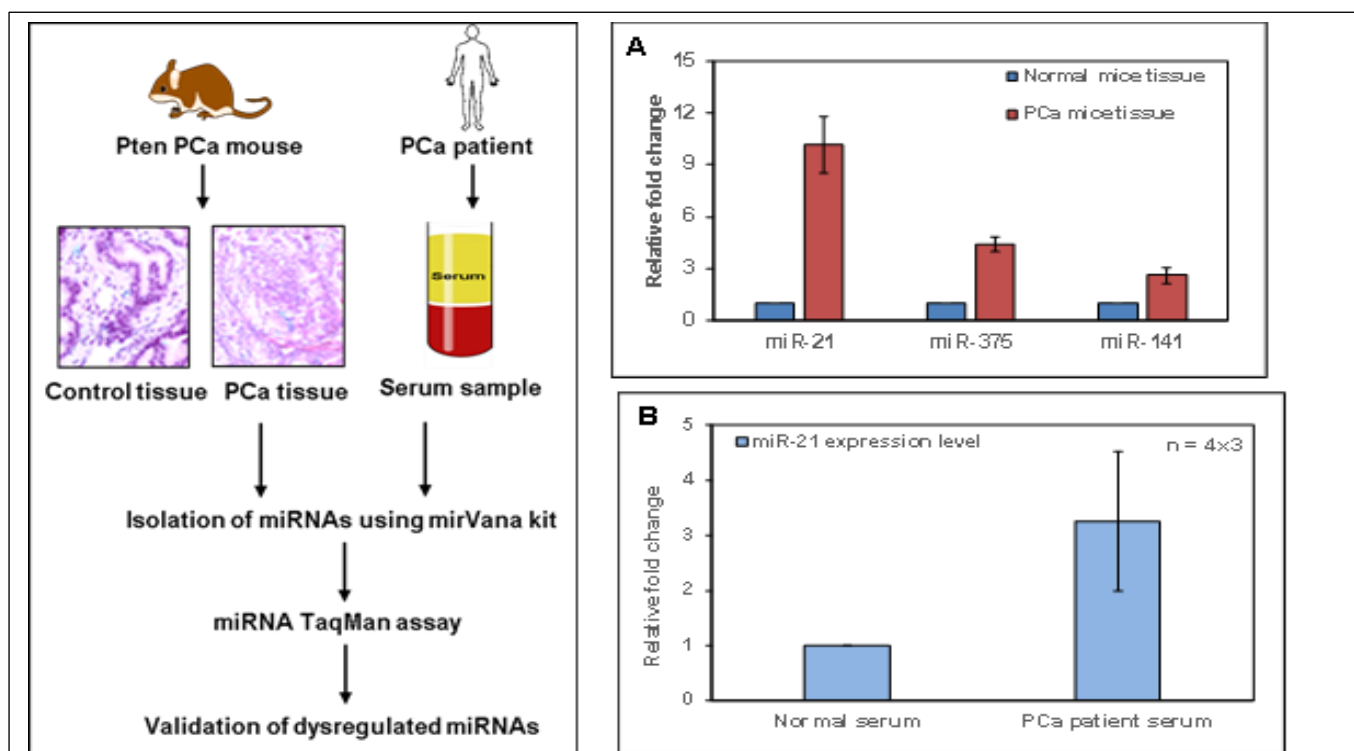 Pten PCa mouse
PCa patient
Serum
Control tissue
PCa tissue
Serum sample
Isolation of miRNAs using mirVana kit
miRNA TaqMan assay
Validation of dysregulated miRNAs
A
Relative fold change
15
12
9
6
3
0
Normal mice tissue
PCa mice tissue
miR-21
miR-375
miR-141
B
Relative fold change
5
4
3
2
1
0
miR-21 expression level
n = 4×3
Normal serum
PCa patient serum